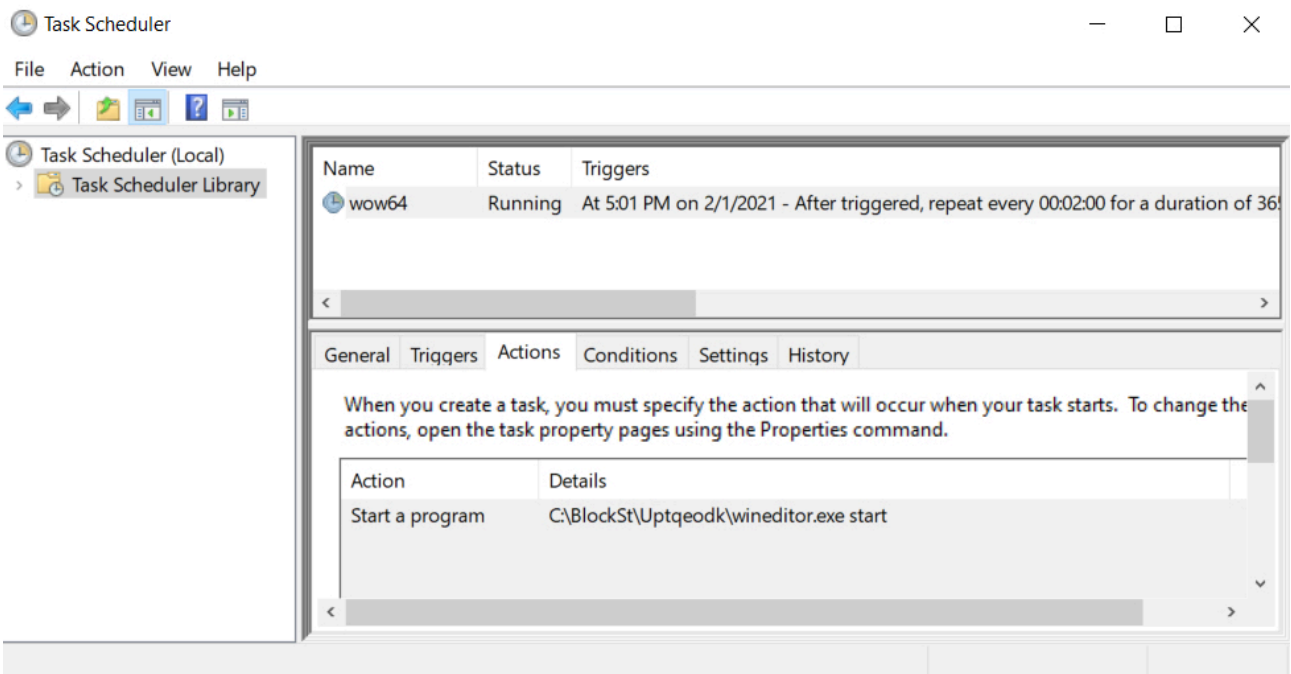 Task Scheduler
File Action View Help
Task Scheduler (Local)
Task Scheduler Library
Name Status Triggers
wow64 Running At 5:01 PM on 2/1/2021 - After triggered, repeat every 00:02:00 for a duration of 365
General Triggers Actions Conditions Settings History
When you create a task, you must specify the action that will occur when your task starts. To change the
actions, open the task property pages using the Properties command.
Action Details
Start a program C:\BlockSt\Uptqeodk\wineditor.exe start